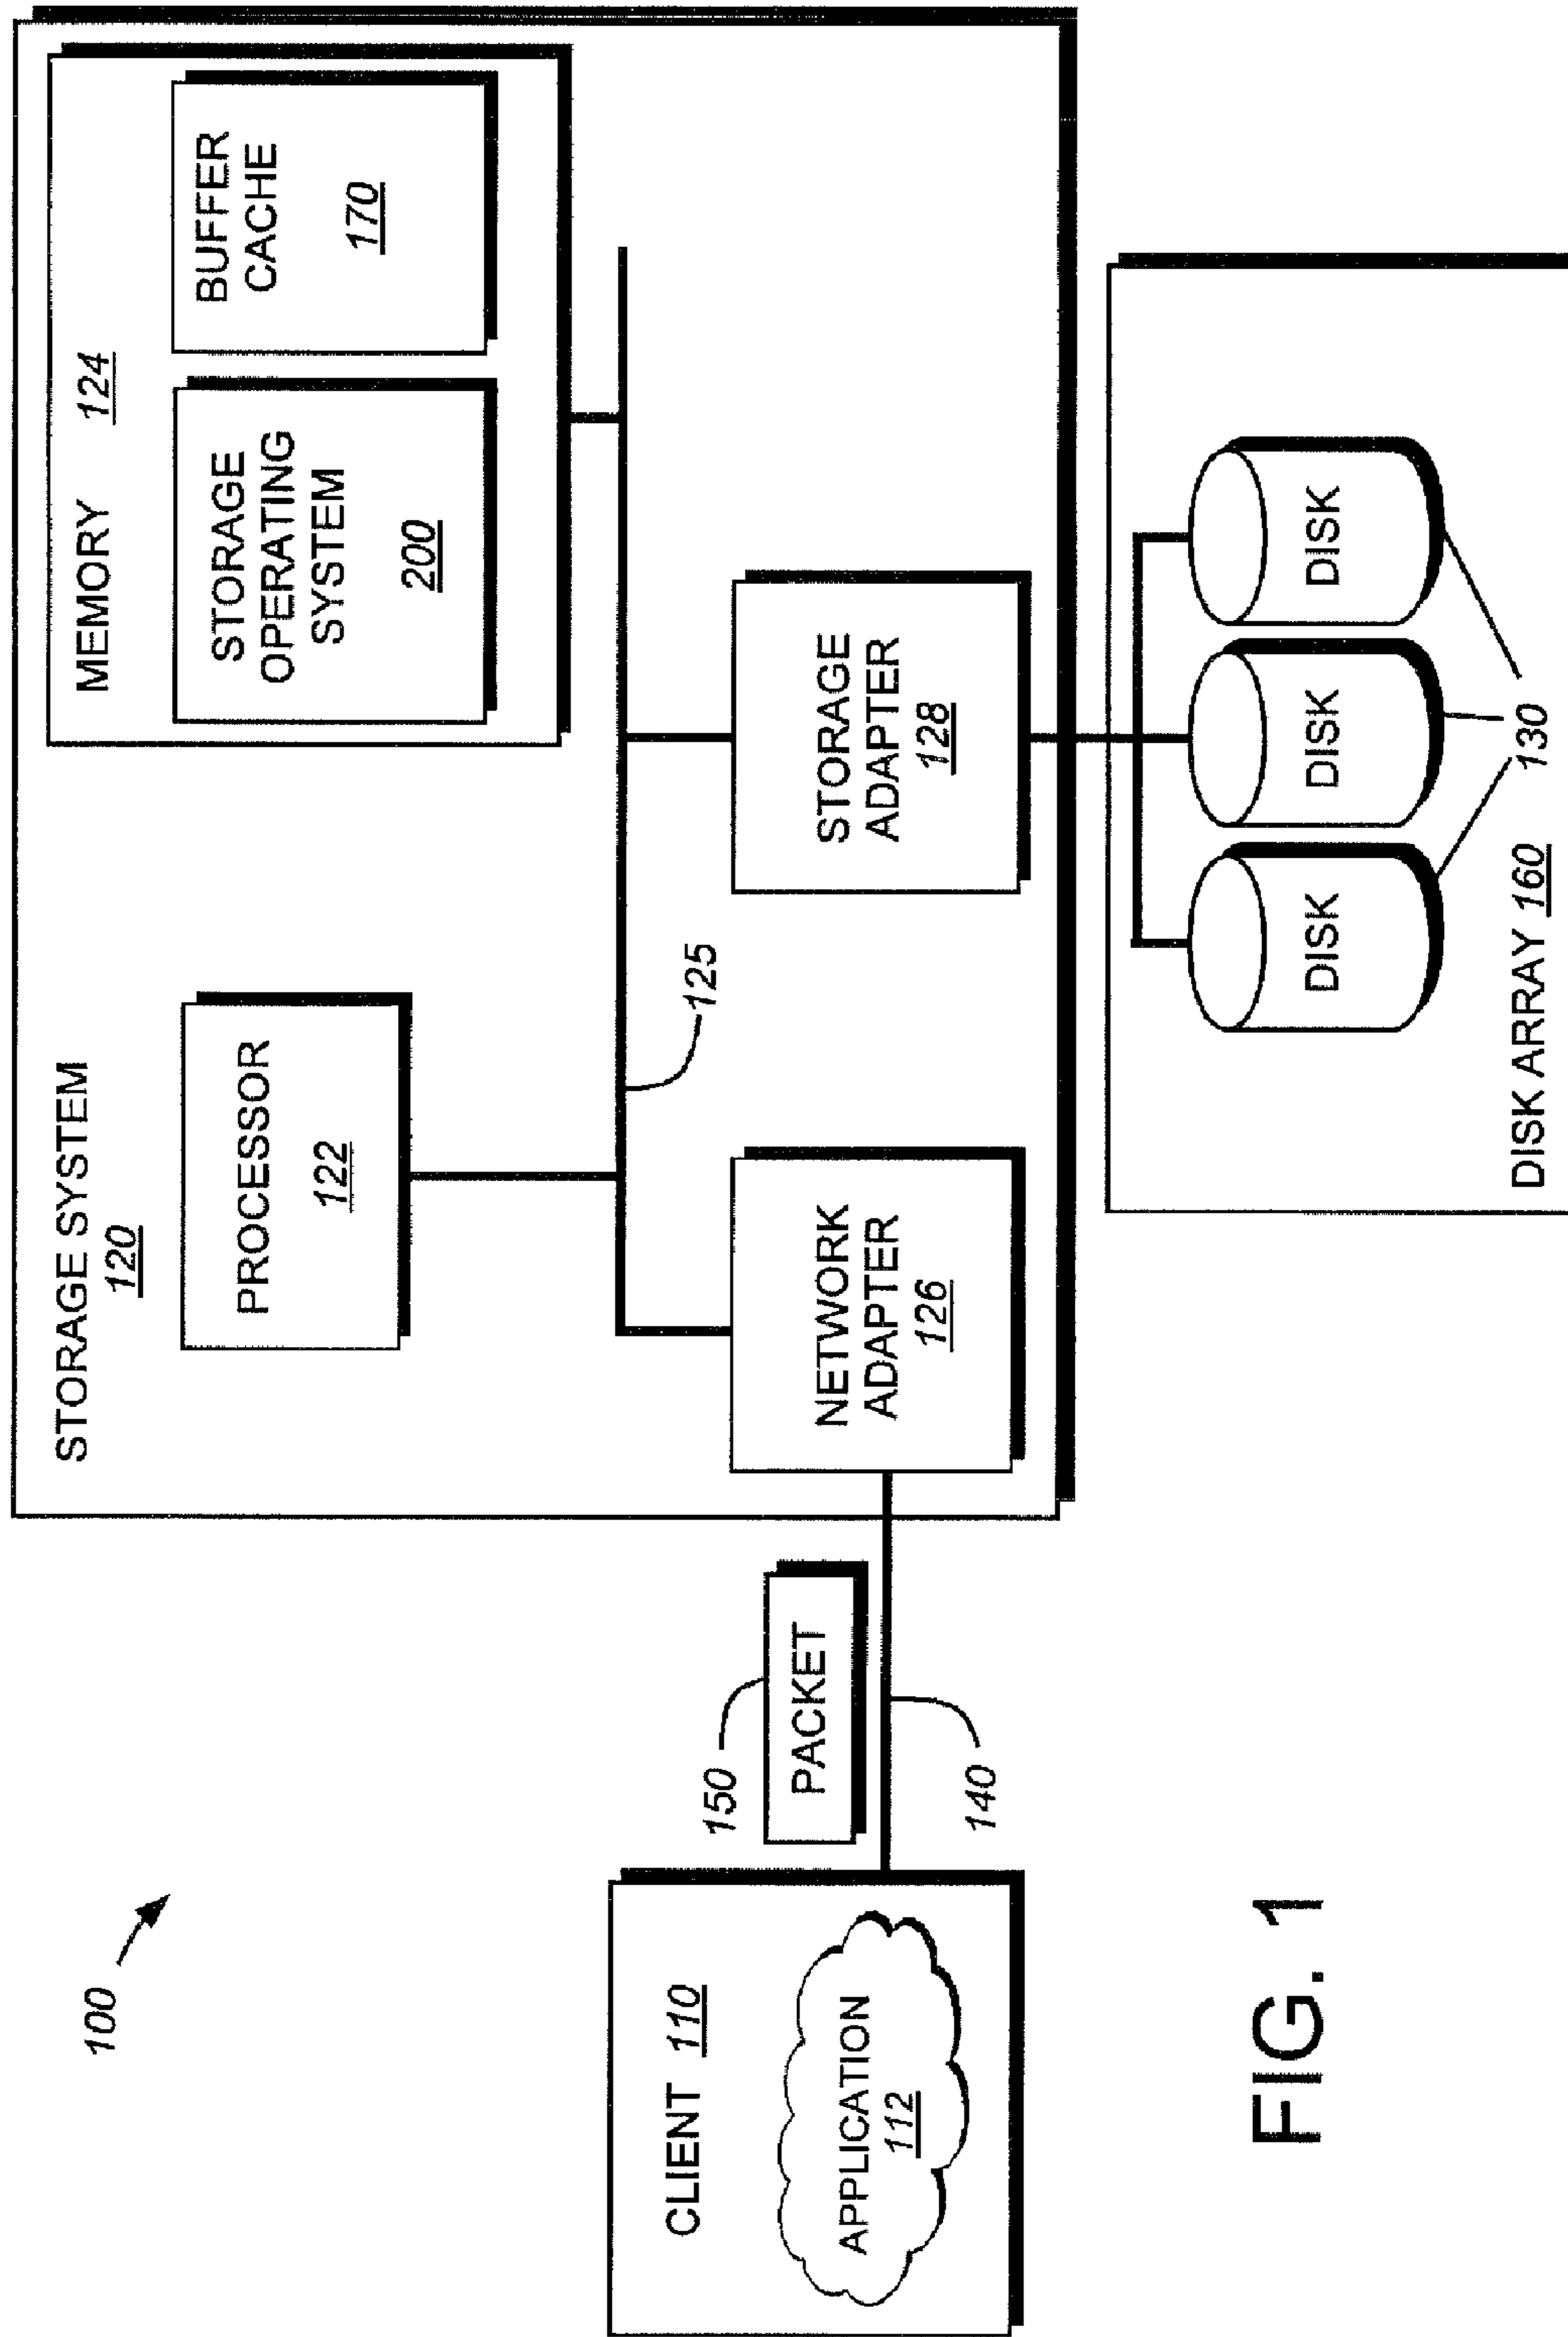 100
STORAGE SYSTEM
120
PROCESSOR
122
MEMORY 124
STORAGE
OPERATING
SYSTEM
200
BUFFER
CACHE
170
125
CLIENT 110
APPLICATION
112
150
PACKET
140
NETWORK
ADAPTER
126
STORAGE
ADAPTER
128
DISK
DISK
DISK
130
DISK ARRAY 160
FIG. 1